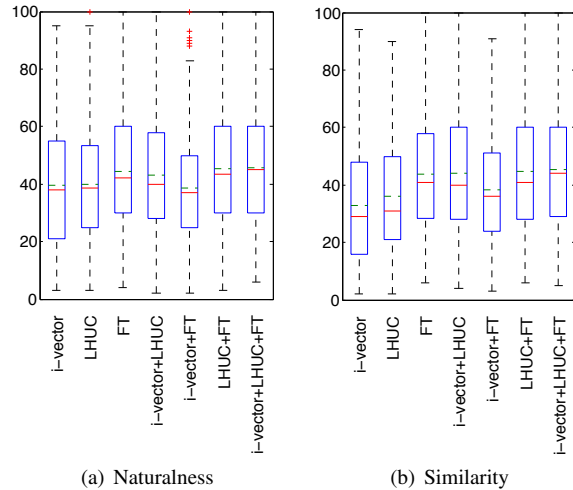 100
80
60
40
20
0
i-vector
LHUC
FT
i-vector+LHUC
i-vector+FT
LHUC+FT
i-vector+LHUC+FT
(a) Naturalness
100
80
60
40
20
0
i-vector
LHUC
FT
i-vector+LHUC
i-vector+FT
LHUC+FT
i-vector+LHUC+FT
(b) Similarity